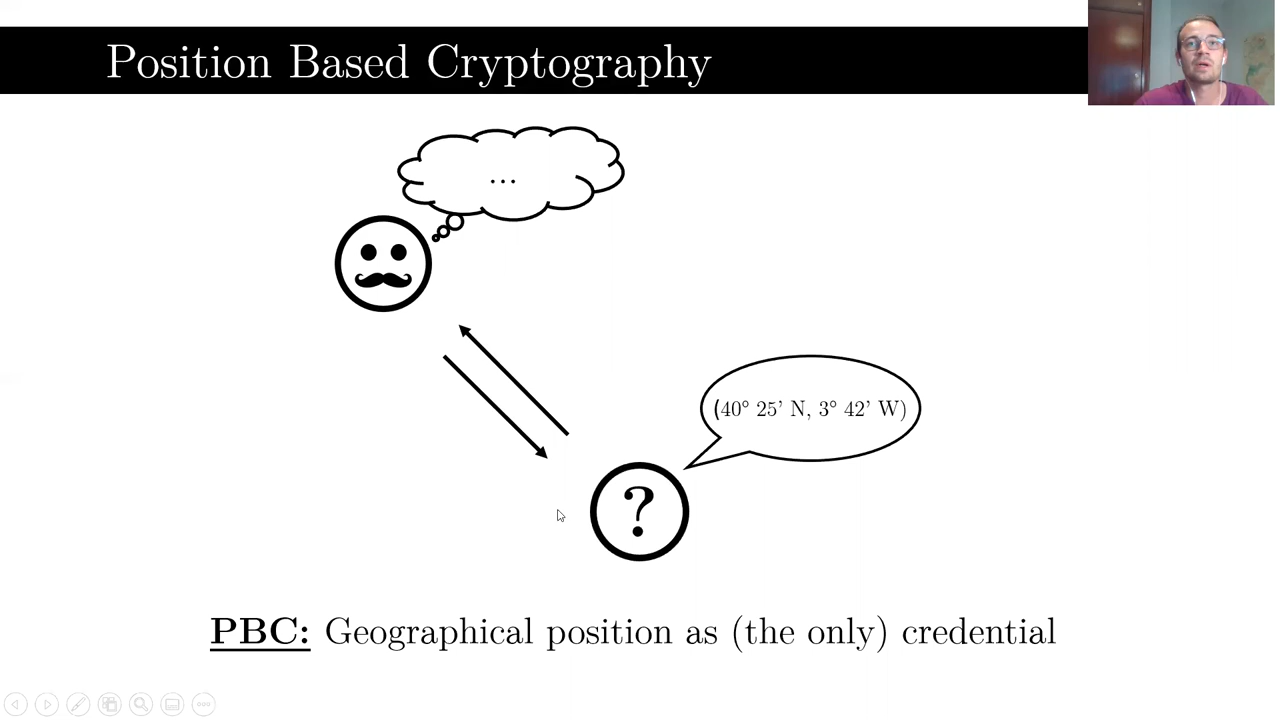 Position Based Cryptography
...
(40° 25’ N, 3° 42’ W)
?
PBC: Geographical position as (the only) credential